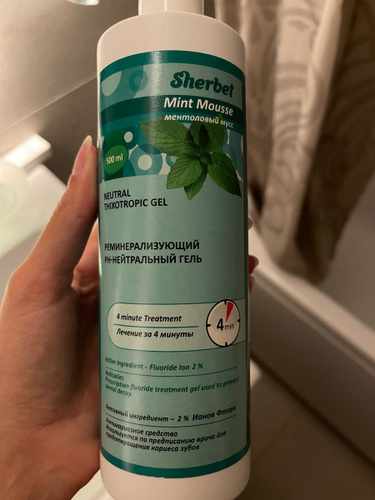 Sherbet
Mint Mousse
ментоловый мусс
500 ml
NEUTRAL
THIXOTROPIC GEL
РЕМИНЕРАЛИЗУЮЩИЙ
PH-НЕЙТРАЛЬНЫЙ ГЕЛЬ
4 minute Treatment
Лечение за 4 минуты
4
min
Active ingredient - Fluoride Ion 2 %
Anticaries
Prescription fluoride treatment gel used to prevent
dental decay.
Активный ингредиент – 2 % Ионов Фтора
Антикариозное средство
Используется по предписанию врача для
предотвращения кариеса зубов